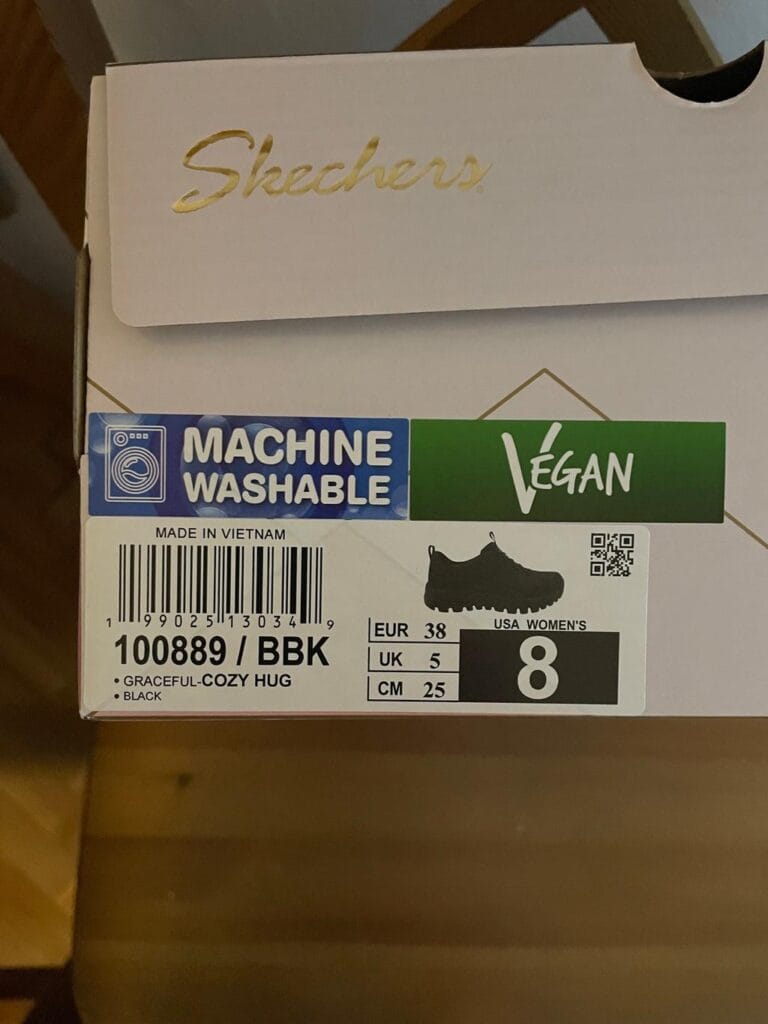 Skechers
MACHINE
WASHABLE
VEGAN
MADE IN VIETNAM
1 99025 13034 9
100889 / BBK
• GRACEFUL-COZY HUG
• BLACK
EUR 38
UK 5
CM 25
USA WOMEN'S
8